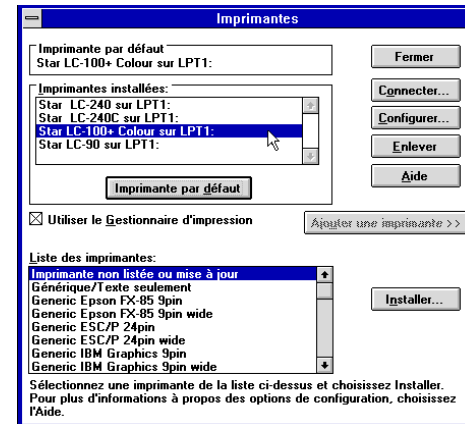 Imprimantes
Imprimante par défaut
Star LC-100+ Colour sur LPT1:
Fermer
Imprimantes installées:
Star LC-240 sur LPT1:
Star LC-240C sur LPT1:
Star LC-100+ Colour sur LPT1:
Star LC-90 sur LPT1:
Connecter...
Configurer...
Enlever
Aide
Imprimante par défaut
Utiliser le Gestionnaire d'impression
Ajouter une imprimante >>
Liste des imprimantes:
Imprimante non listée ou mise à jour
Générique/Texte seulement
Generic Epson FX-85 9pin
Generic Epson FX-85 9pin wide
Generic ESC/P 24pin
Generic ESC/P 24pin wide
Generic IBM Graphics 9pin
Generic IBM Graphics 9pin wide
Installer...
Sélectionnez une imprimante de la liste ci-dessus et choisissez Installer.
Pour plus d'informations à propos des options de configuration, choisissez
l'Aide.